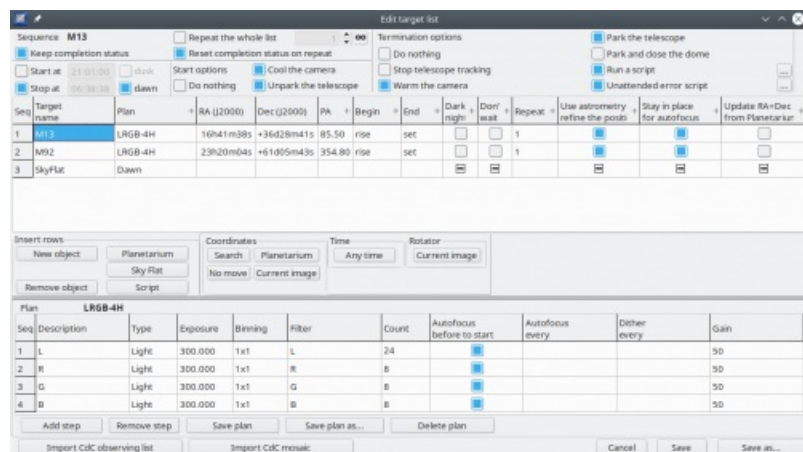 Edit target list
Sequence M13
Repeat the whole list 1
Termination options
Park the telescope
Keep completion status
Reset completion status on repeat
Do nothing
Park and close the dome
Start at 21:01:00 dusk
Start options
Cool the camera
Stop telescope tracking
Run a script ...
Stop at 06:38:38 dawn
Do nothing
Unpark the telescope
Warm the camera
Unattended error script ...
Seq Target name Plan RA (J2000) Dec (J2000) PA Begin End Dark night Don' wait Repeat Use astrometry refine the positi Stay in place for autofocus Update RA+Dec from Planetariur
1 M13 LRGB-4H 16h41m38s +36d28m41s 85.50 rise set 1
2 M92 LRGB-4H 23h20m04s +61d05m43s 354.80 rise set 1
3 SkyFlat Dawn
Insert rows Coordinates Time Rotator
New object Planetarium Search Planetarium Any time Current image
Sky Flat No move Current image
Remove object Script
Plan LRGB-4H
Seq Description Type Exposure Binning Filter Count Autofocus before to start Autofocus every Dither every Gain
1 L Light 300.000 1x1 L 24 50
2 R Light 300.000 1x1 R 8 50
3 G Light 300.000 1x1 G 8 50
4 B Light 300.000 1x1 B 8 50
Add step Remove step Save plan Save plan as... Delete plan
Import CdC observing list Import CdC mosaic Cancel Save Save as...